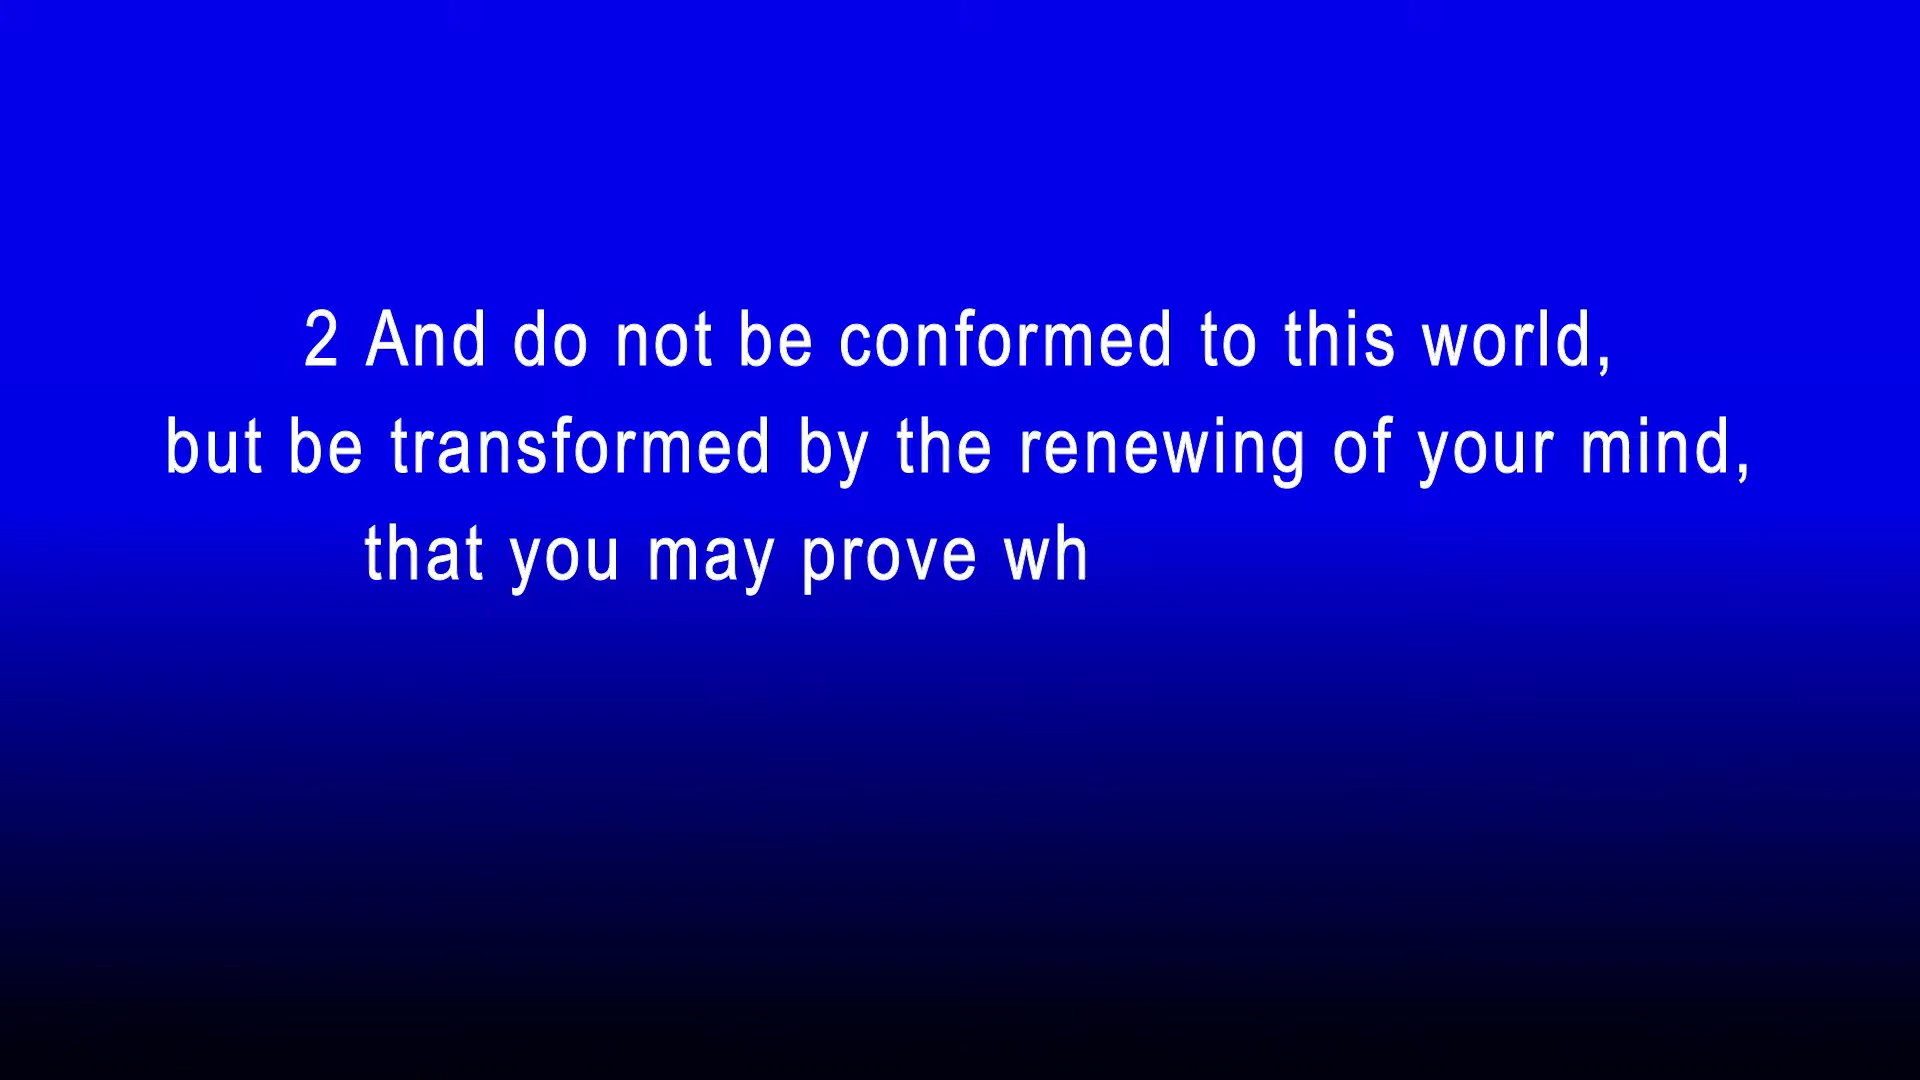 2 And do not be conformed to this world,
but be transformed by the renewing of your mind,
that you may prove wh